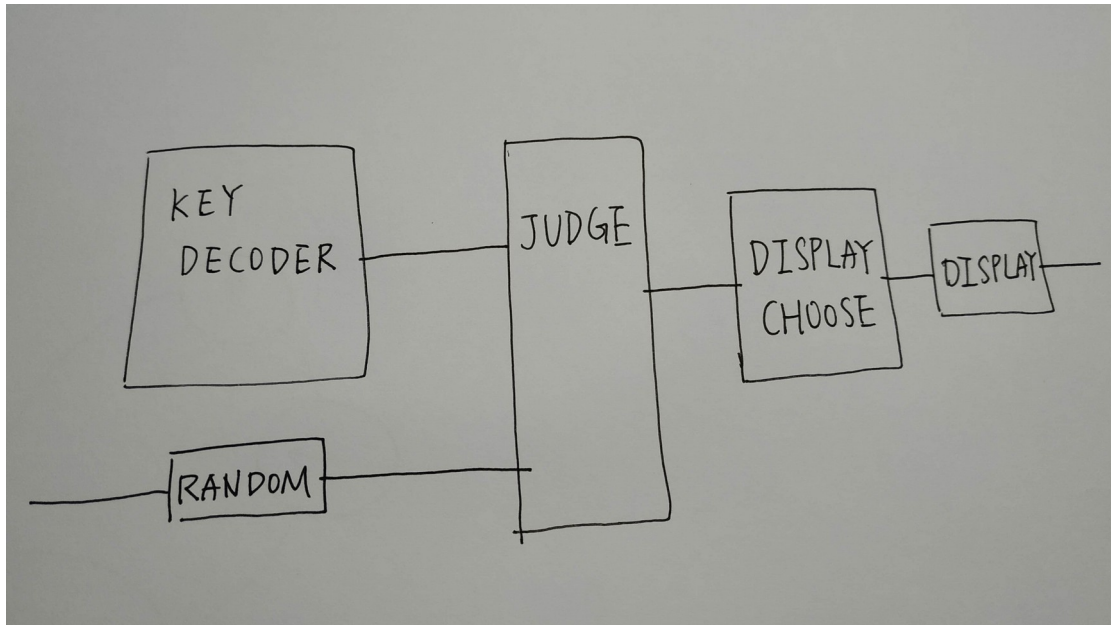 KEY
DECODER
JUDGE
DISPLAY
CHOOSE
DISPLAY
RANDOM